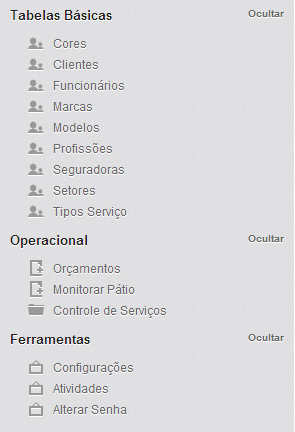 Tabelas Básicas Ocultar
Cores
Clientes
Funcionários
Marcas
Modelos
Profissões
Seguradoras
Setores
Tipos Serviço
Operacional Ocultar
Orçamentos
Monitorar Pátio
Controle de Serviços
Ferramentas Ocultar
Configurações
Atividades
Alterar Senha